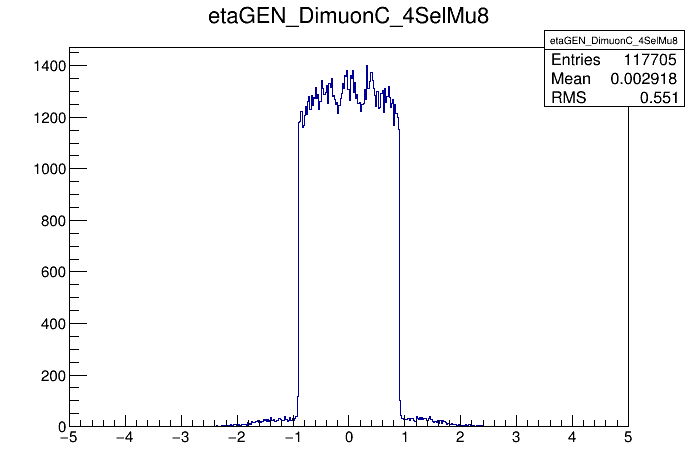 etaGEN_DimuonC_4SelMu8
etaGEN_DimuonC_4SelMu8
Entries 117705
Mean 0.002918
RMS 0.551
1400
1200
1000
800
600
400
200
0
−5 −4 −3 −2 −1 0 1 2 3 4 5